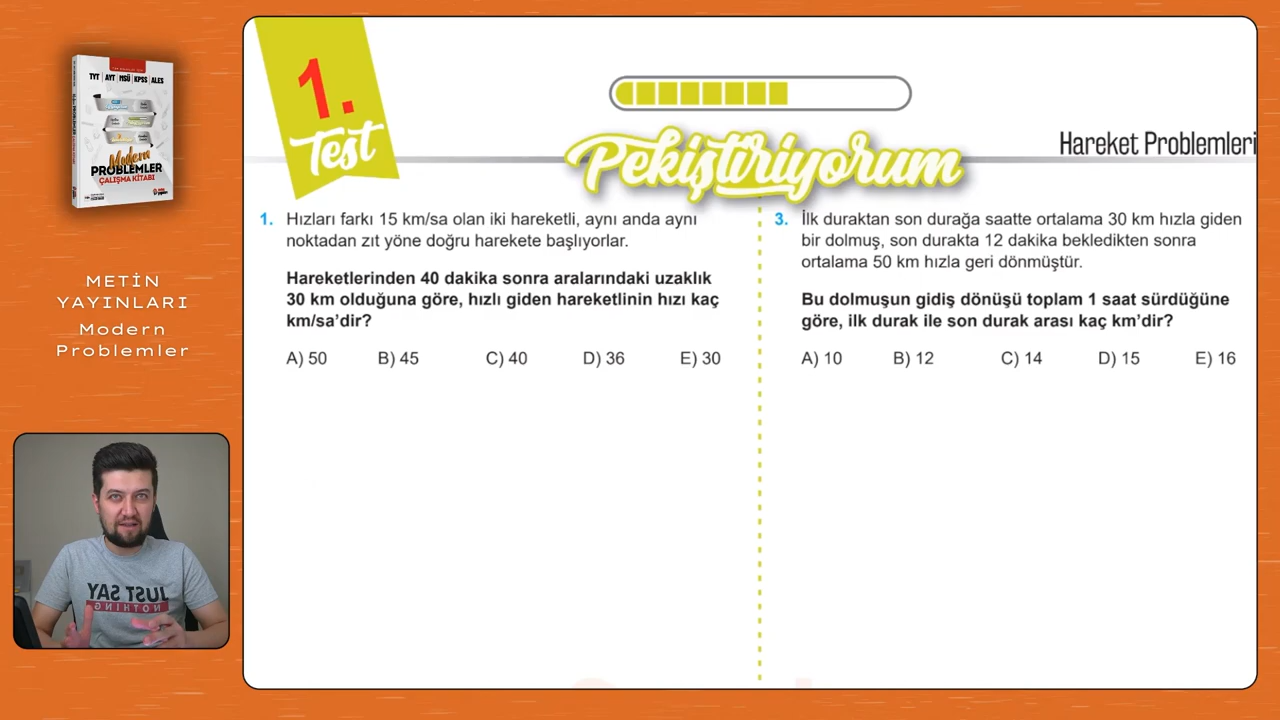 TYT | AYT | MSÜ | KPSS | ALES
Modern
PROBLEMLER
ÇALIŞMA KİTABI
METİN
YAYINLARI
Modern
Problemler
JUST SAY
NOTHING
1.
Test
Pekiştiriyorum
Hareket Problemleri
1. Hızları farkı 15 km/sa olan iki hareketli, aynı anda aynı
noktadan zıt yöne doğru harekete başlıyorlar.
Hareketlerinden 40 dakika sonra aralarındaki uzaklık
30 km olduğuna göre, hızlı giden hareketlinin hızı kaç
km/sa'dir?
A) 50 B) 45 C) 40 D) 36 E) 30
3. İlk duraktan son durağa saatte ortalama 30 km hızla giden
bir dolmuş, son durakta 12 dakika bekledikten sonra
ortalama 50 km hızla geri dönmüştür.
Bu dolmuşun gidiş dönüşü toplam 1 saat sürdüğüne
göre, ilk durak ile son durak arası kaç km'dir?
A) 10 B) 12 C) 14 D) 15 E) 16